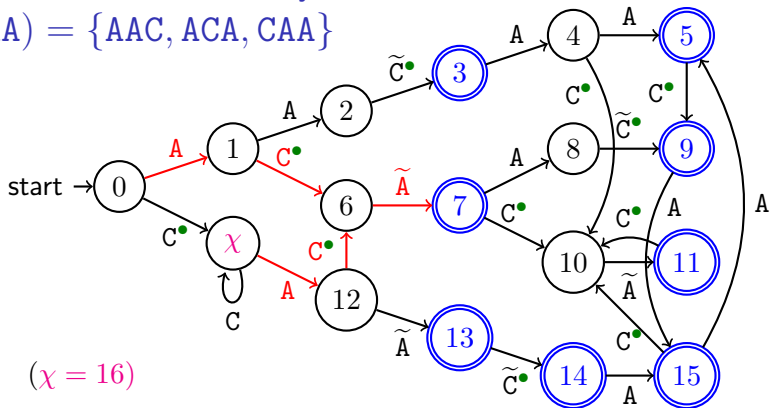 A) = {AAC, ACA, CAA}
A
A
4
5
C̃•
3
C•
C•
A
2
C̃•
A
1
A
8
9
C•
Ã
start
0
6
7
A
C•
C•
A
C•
χ
C•
10
11
A
Ã
C
12
C•
Ã
13
C̃•
14
A
15
(χ = 16)